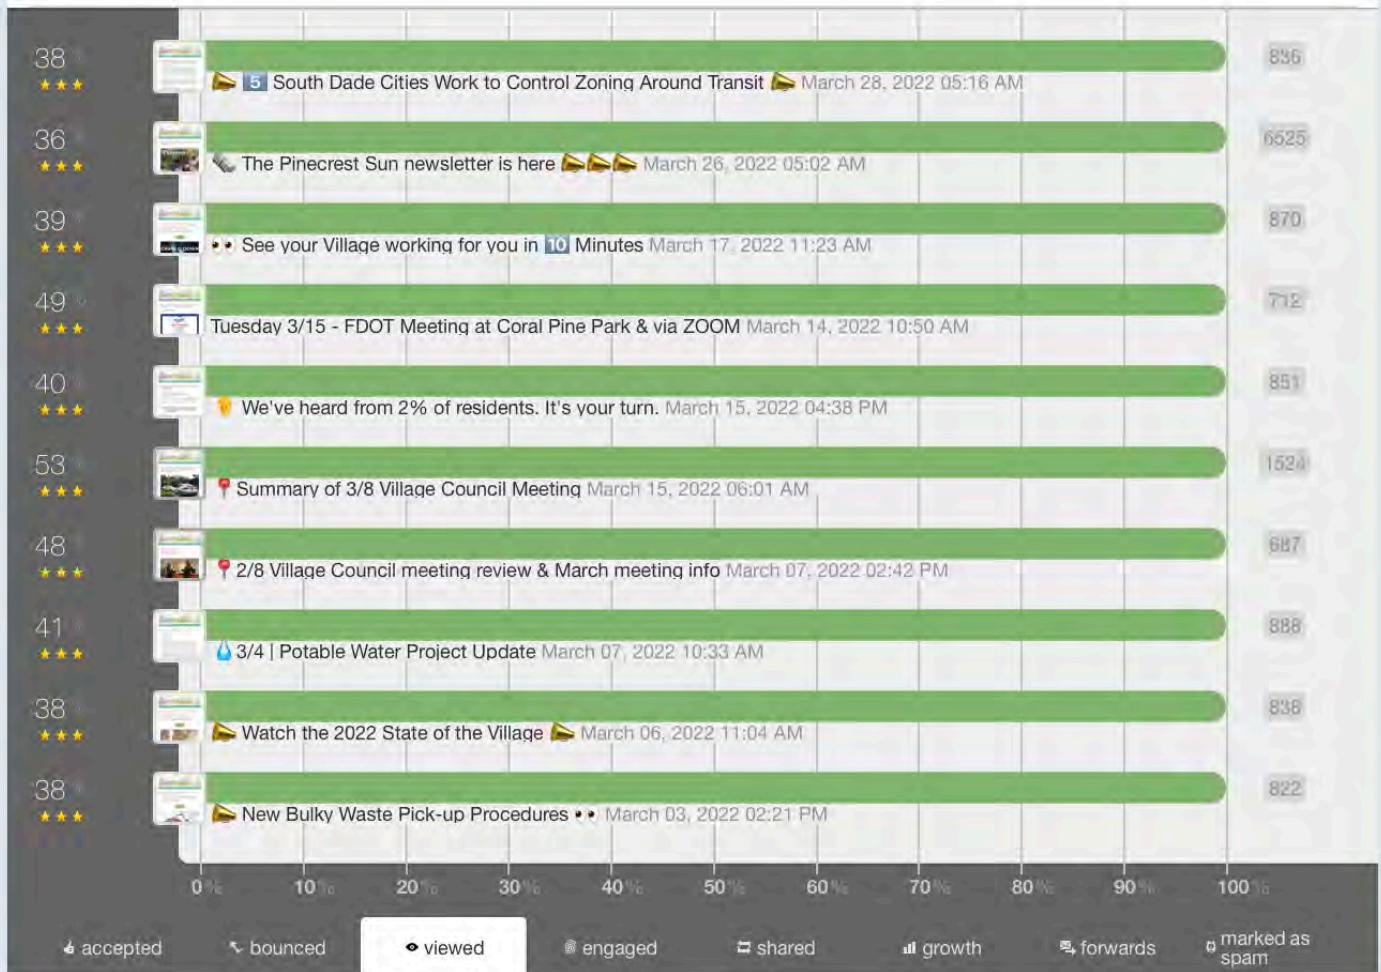 38
📣 5 South Dade Cities Work to Control Zoning Around Transit 📣 March 28, 2022 05:16 AM
836
36
🗞 The Pinecrest Sun newsletter is here 📣📣📣 March 26, 2022 05:02 AM
6525
39
👀 See your Village working for you in 10 Minutes March 17, 2022 11:23 AM
870
49
Tuesday 3/15 - FDOT Meeting at Coral Pine Park & via ZOOM March 14, 2022 10:50 AM
712
40
We've heard from 2% of residents. It's your turn. March 15, 2022 04:38 PM
851
53
📍Summary of 3/8 Village Council Meeting March 15, 2022 06:01 AM
1524
48
📍2/8 Village Council meeting review & March meeting info March 07, 2022 02:42 PM
687
41
💧3/4 | Potable Water Project Update March 07, 2022 10:33 AM
888
38
📣 Watch the 2022 State of the Village 📣 March 06, 2022 11:04 AM
838
38
📣 New Bulky Waste Pick-up Procedures 👀 March 03, 2022 02:21 PM
822
0% 10% 20% 30% 40% 50% 60% 70% 80% 90% 100%
accepted bounced viewed engaged shared growth forwards marked as
spam